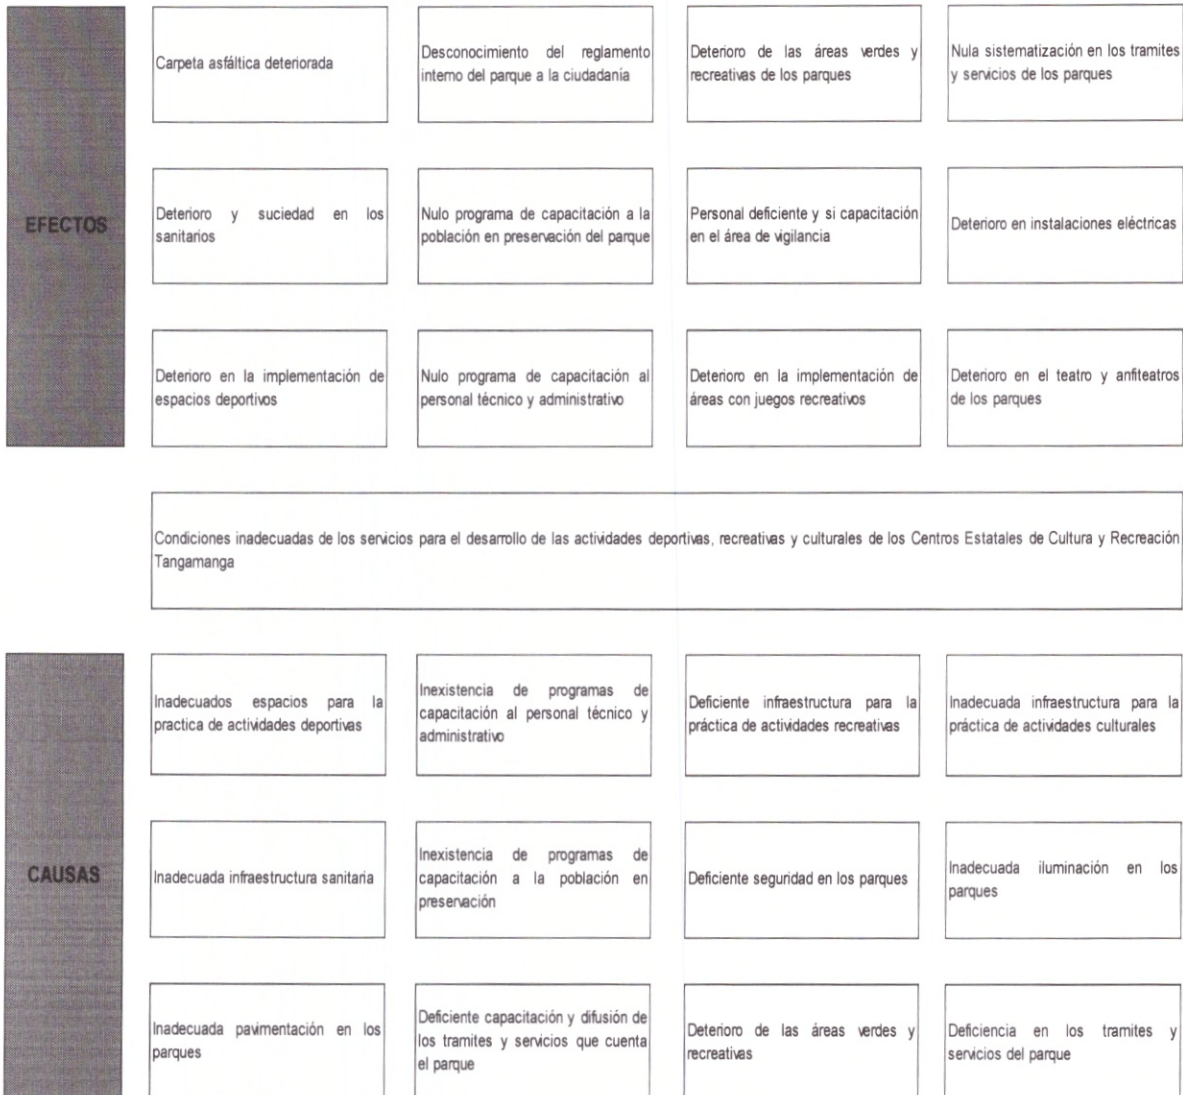 Carpeta asfáltica deteriorada
Desconocimiento del reglamento
interno del parque a la ciudadanía
Deterioro de las áreas verdes y
recreativas de los parques
Nula sistematización en los tramites
y servicios de los parques
EFECTOS
Deterioro y suciedad en los
sanitarios
Nulo programa de capacitación a la
población en preservación del parque
Personal deficiente y si capacitación
en el área de vigilancia
Deterioro en instalaciones eléctricas
Deterioro en la implementación de
espacios deportivos
Nulo programa de capacitación al
personal técnico y administrativo
Deterioro en la implementación de
áreas con juegos recreativos
Deterioro en el teatro y anfiteatros
de los parques
Condiciones inadecuadas de los servicios para el desarrollo de las actividades deportivas, recreativas y culturales de los Centros Estatales de Cultura y Recreación
Tangamanga
Inadecuados espacios para la
practica de actividades deportivas
Inexistencia de programas de
capacitación al personal técnico y
administrativo
Deficiente infraestructura para la
práctica de actividades recreativas
Inadecuada infraestructura para la
práctica de actividades culturales
CAUSAS
Inadecuada infraestructura sanitaria
Inexistencia de programas de
capacitación a la población en
preservación
Deficiente seguridad en los parques
Inadecuada iluminación en los
parques
Inadecuada pavimentación en los
parques
Deficiente capacitación y difusión de
los tramites y servicios que cuenta
el parque
Deterioro de las áreas verdes y
recreativas
Deficiencia en los tramites y
servicios del parque